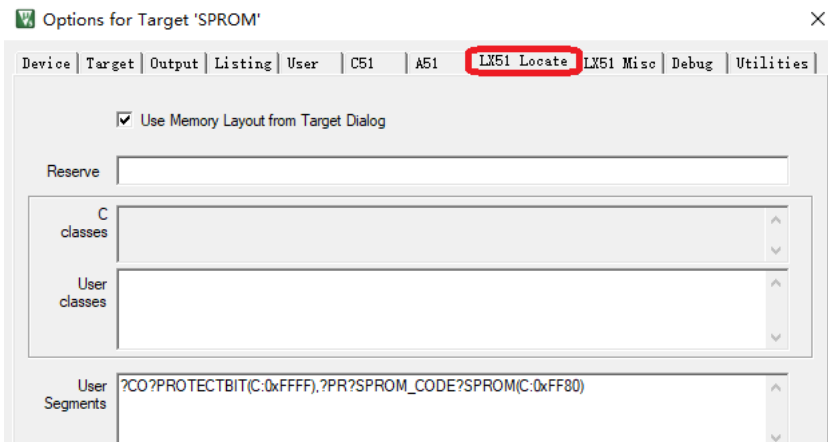 Options for Target 'SPROM'
Device Target Output Listing User C51 A51 LX51 Locate LX51 Misc Debug Utilities
Use Memory Layout from Target Dialog
Reserve
C
classes
User
classes
User
Segments
?CO?PROTECTBIT(C:0xFFFF),?PR?SPROM_CODE?SPROM(C:0xFF80)